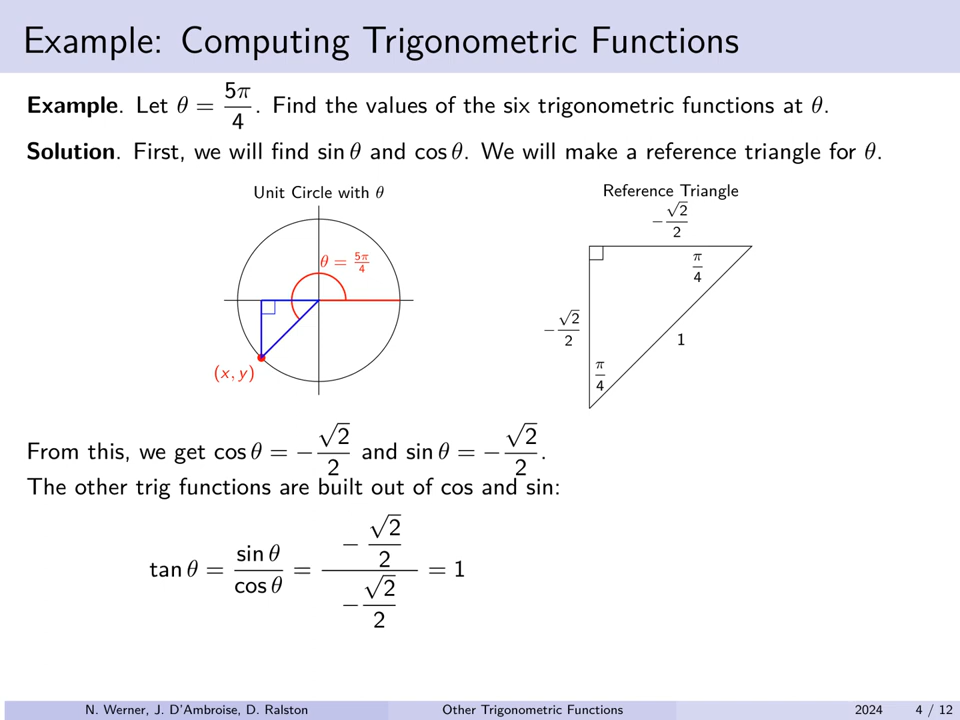 Example: Computing Trigonometric Functions
Example. Let θ = 5π/4. Find the values of the six trigonometric functions at θ.
Solution. First, we will find sin θ and cos θ. We will make a reference triangle for θ.
Unit Circle with θ
θ = 5π/4
(x, y)
Reference Triangle
−√2/2
π/4
−√2/2
1
π/4
From this, we get cos θ = −√2/2 and sin θ = −√2/2.
The other trig functions are built out of cos and sin:
tan θ = sin θ/cos θ = (−√2/2)/(−√2/2) = 1
N. Werner, J. D'Ambroise, D. Ralston Other Trigonometric Functions 2024 4 / 12